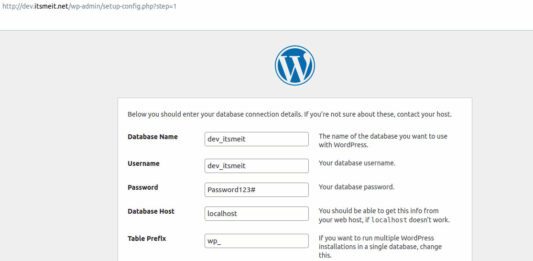 http://dev.itsmeit.net/wp-admin/setup-config.php?step=1
Below you should enter your database connection details. If you're not sure about these, contact your host.
Database Name
dev_itsmeit
The name of the database you want to use
with WordPress.
Username
dev_itsmeit
Your database username.
Password
Password123#
Your database password.
Database Host
localhost
You should be able to get this info from
your web host, if localhost doesn't work.
Table Prefix
wp_
If you want to run multiple WordPress
installations in a single database, change
this.